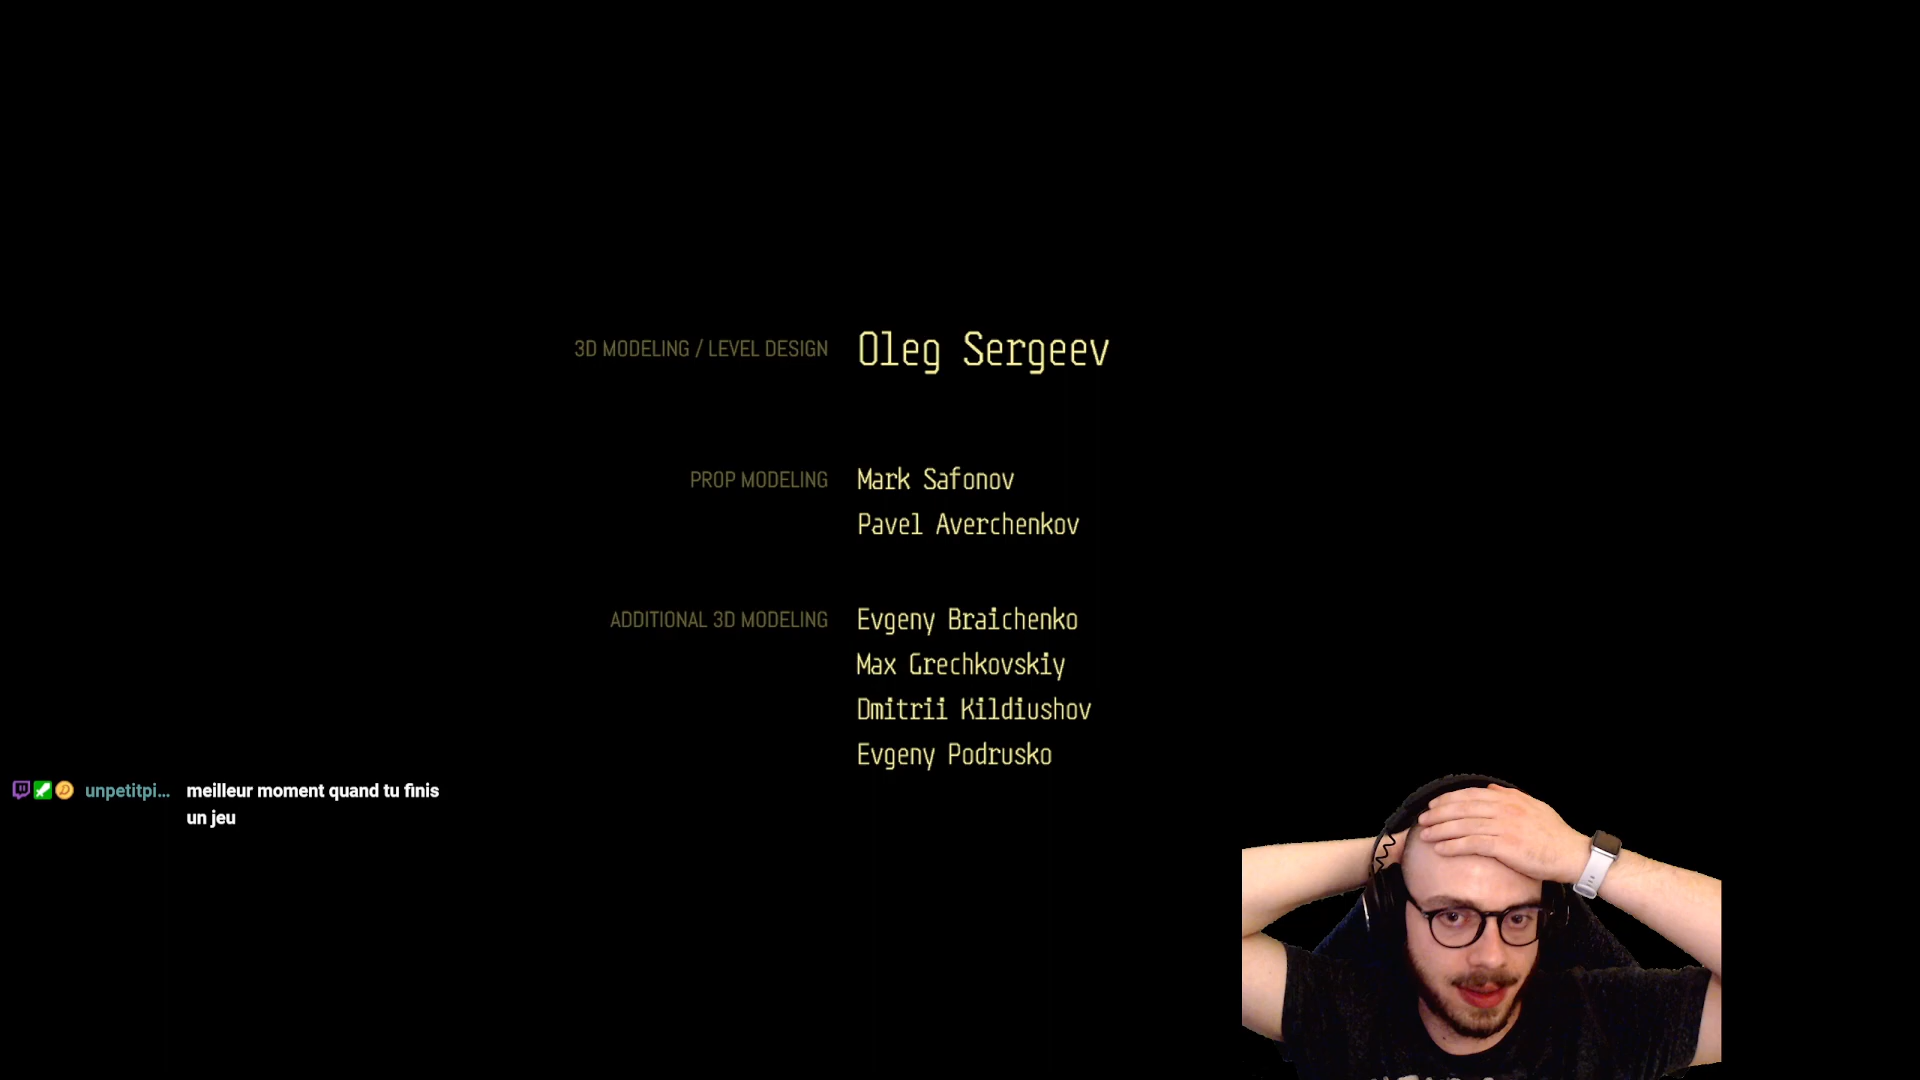 3D MODELING / LEVEL DESIGN Oleg Sergeev
PROP MODELING Mark Safonov
Pavel Averchenkov
ADDITIONAL 3D MODELING Evgeny Braichenko
Max Grechkovskiy
Dmitrii Kildiushov
Evgeny Podrusko
unpetitpi... meilleur moment quand tu finis
un jeu